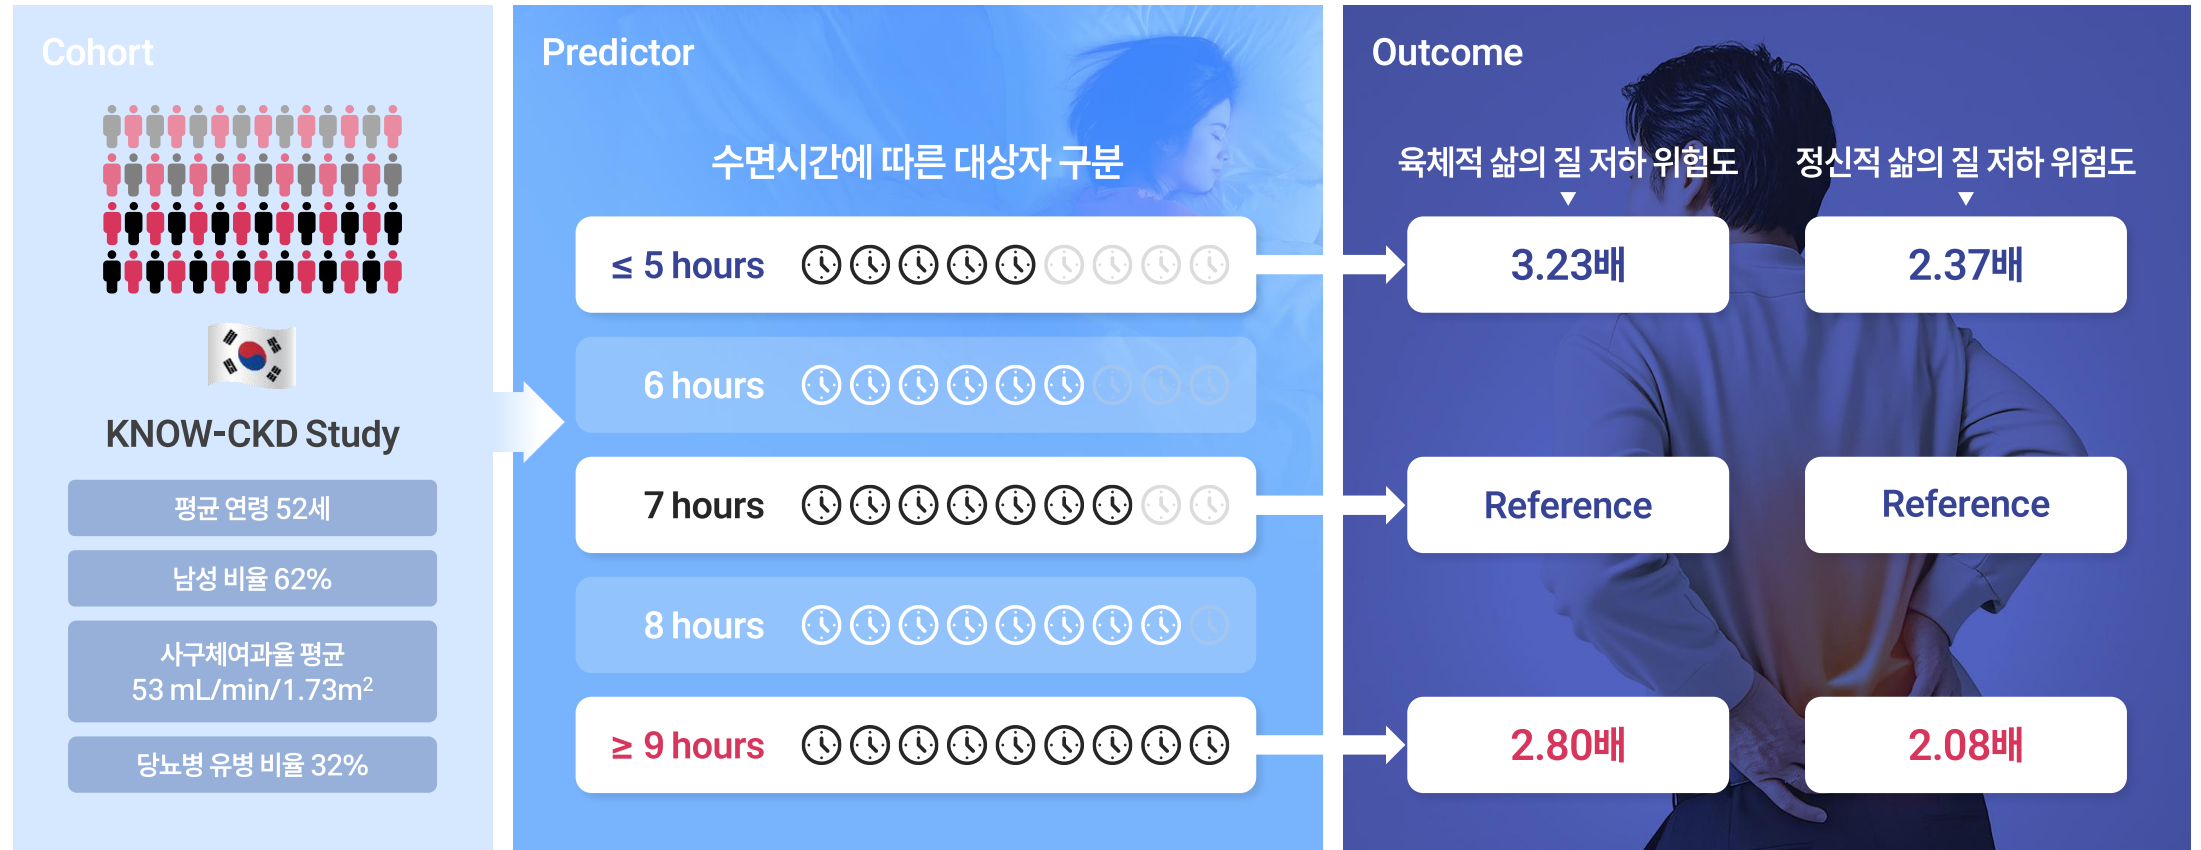 Cohort
KNOW-CKD Study
평균 연령 52세
남성 비율 62%
사구체여과율 평균
53 mL/min/1.73m²
당뇨병 유병 비율 32%
Predictor
수면시간에 따른 대상자 구분
≤ 5 hours
6 hours
7 hours
8 hours
≥ 9 hours
Outcome
육체적 삶의 질 저하 위험도
정신적 삶의 질 저하 위험도
3.23배
2.37배
Reference
Reference
2.80배
2.08배